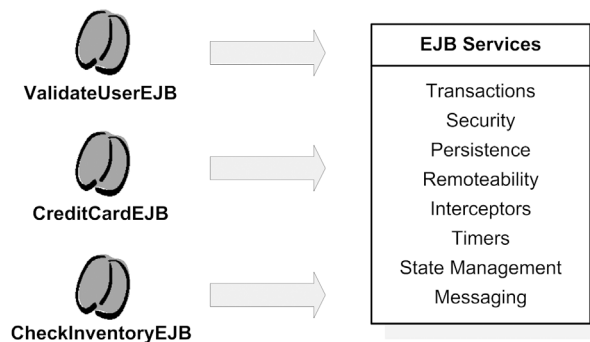 ValidateUserEJB
CreditCardEJB
CheckInventoryEJB
EJB Services
Transactions
Security
Persistence
Remoteability
Interceptors
Timers
State Management
Messaging